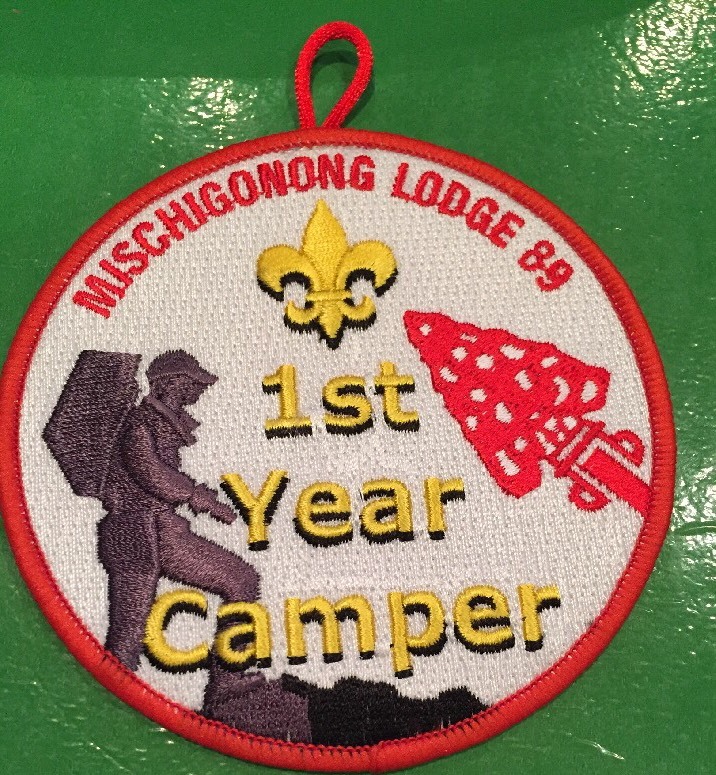 MISCHIGONONG LODGE 89
1st
Year
Camper